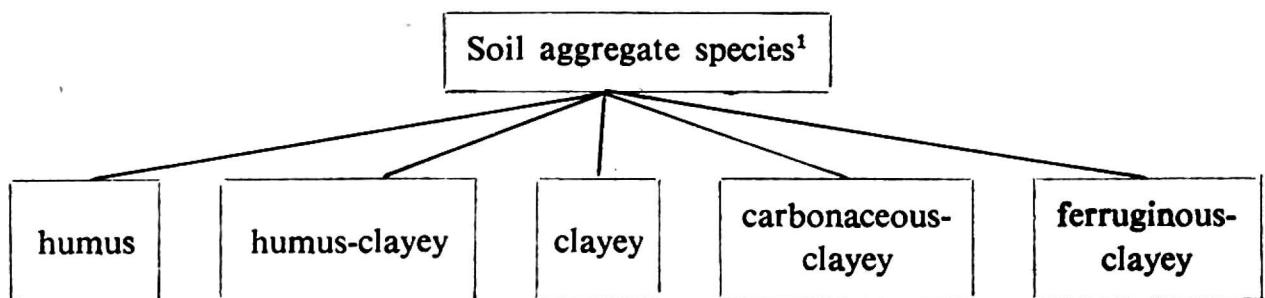 Soil aggregate species¹
humus
humus-clayey
clayey
carbonaceous-
clayey
ferruginous-
clayey